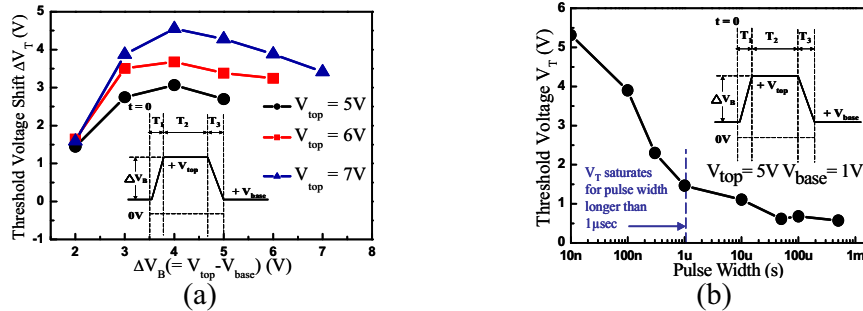 Threshold Voltage Shift ΔV_T (V)
5
4
3
2
1
0
-1
t = 0
T_1 T_2 T_3
ΔV_B
+ V_top
+ V_base
0V
V_top = 5V
V_top = 6V
V_top = 7V
2 3 4 5 6 7 8
ΔV_B(= V_top-V_base) (V)
(a)
Threshold Voltage V_T (V)
6
5
4
3
2
1
0
t = 0
T_1 T_2 T_3
ΔV_B
+ V_top
+ V_base
0V
V_top= 5V V_base= 1V
V_T saturates
for pulse width
longer than
1µsec
10n 100n 1u 10u 100u 1m
Pulse Width (s)
(b)